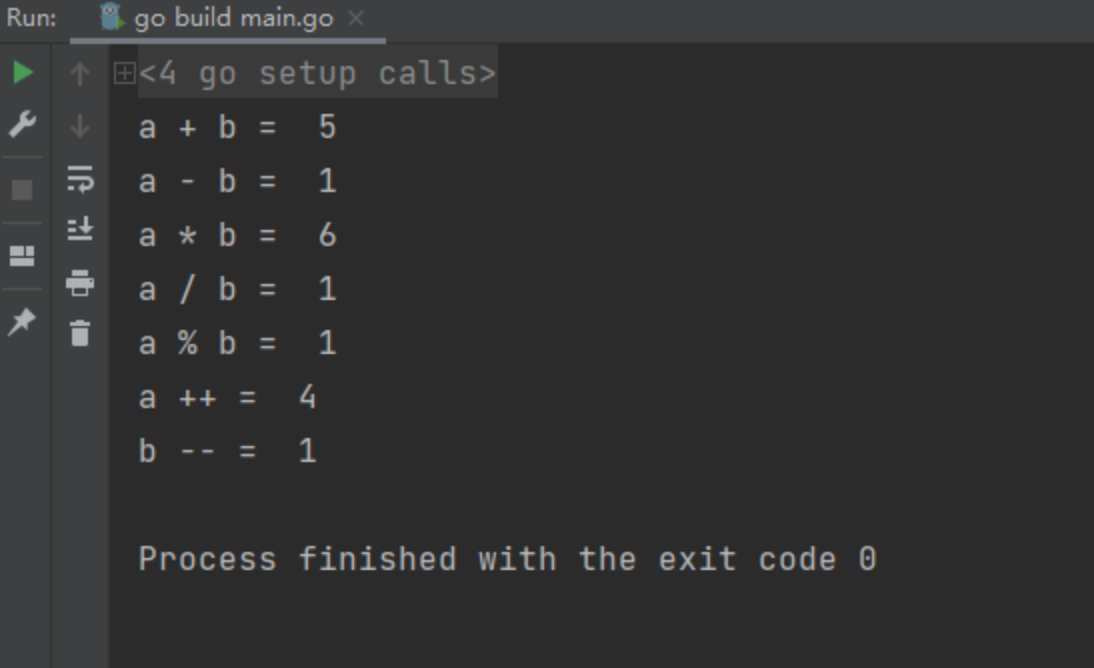 Run: go build main.go
<4 go setup calls>
a + b =  5
a - b =  1
a * b =  6
a / b =  1
a % b =  1
a ++ =  4
b -- =  1
Process finished with the exit code 0